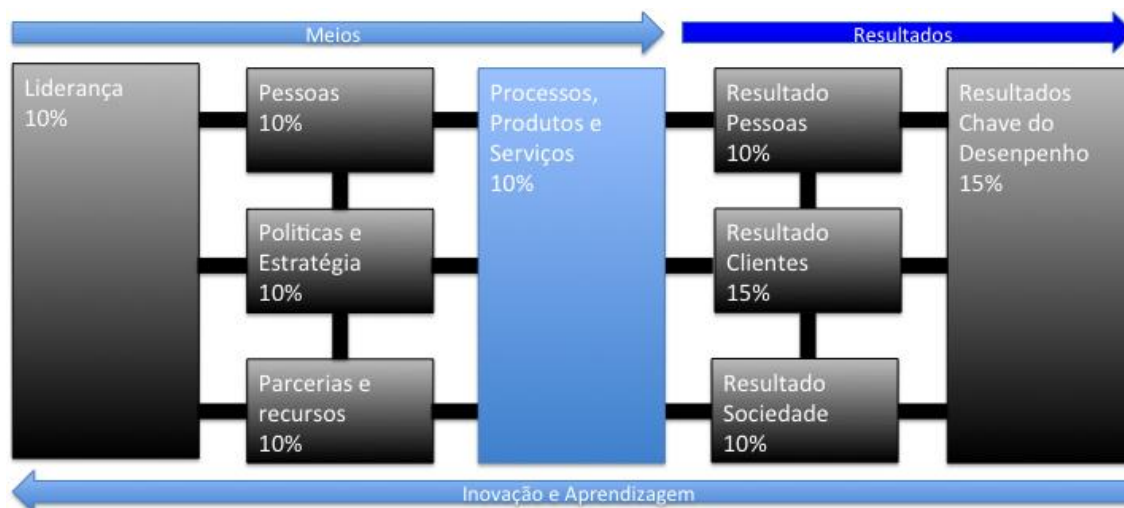 Meios
Resultados
Liderança
10%
Pessoas
10%
Politicas e
Estratégia
10%
Parcerias e
recursos
10%
Processos,
Produtos e
Serviços
10%
Resultado
Pessoas
10%
Resultado
Clientes
15%
Resultado
Sociedade
10%
Resultados
Chave do
Desenpenho
15%
Inovação e Aprendizagem